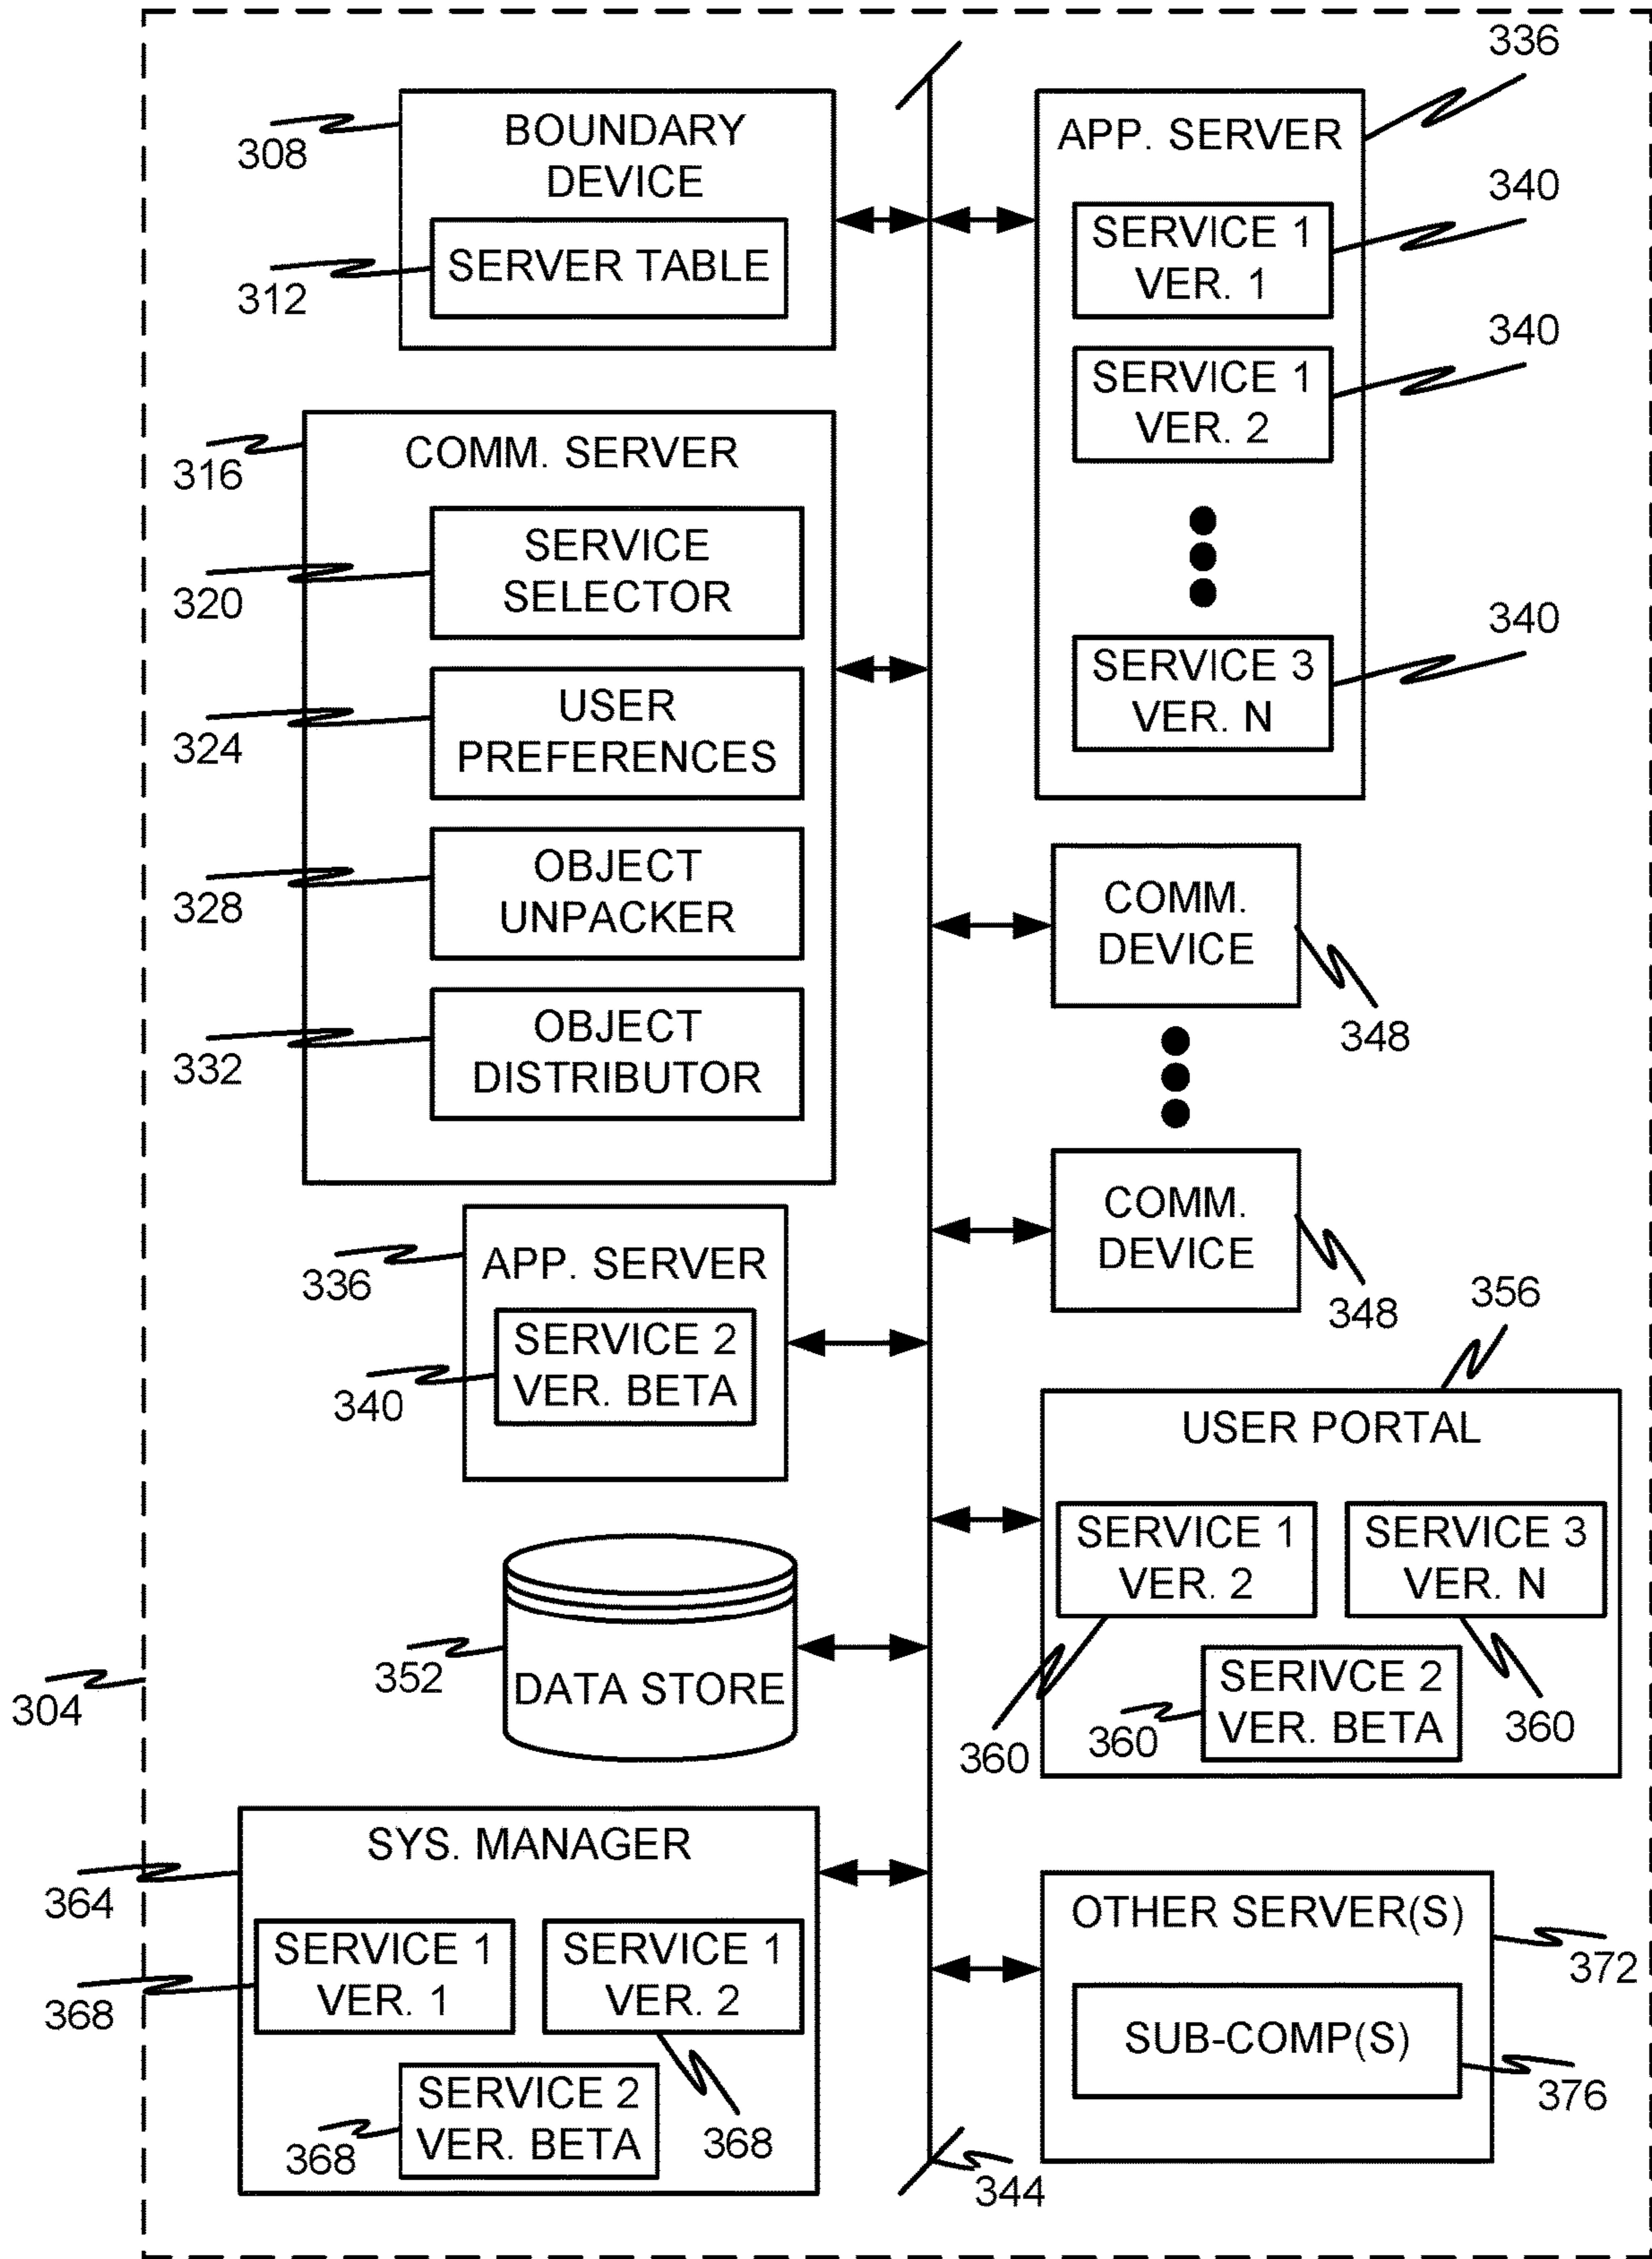 336
BOUNDARY
DEVICE
308
SERVER TABLE
312
APP. SERVER
340
SERVICE 1
VER. 1
340
SERVICE 1
VER. 2
340
SERVICE 3
VER. N
316
COMM. SERVER
320
SERVICE
SELECTOR
324
USER
PREFERENCES
328
OBJECT
UNPACKER
332
OBJECT
DISTRIBUTOR
COMM.
DEVICE
348
COMM.
DEVICE
348
336
APP. SERVER
340
SERVICE 2
VER. BETA
356
USER PORTAL
SERVICE 1
VER. 2
SERVICE 3
VER. N
SERIVCE 2
VER. BETA
360
360
360
352
DATA STORE
304
364
SYS. MANAGER
SERVICE 1
VER. 1
SERVICE 1
VER. 2
368
SERVICE 2
VER. BETA
368
368
OTHER SERVER(S)
372
SUB-COMP(S)
376
344